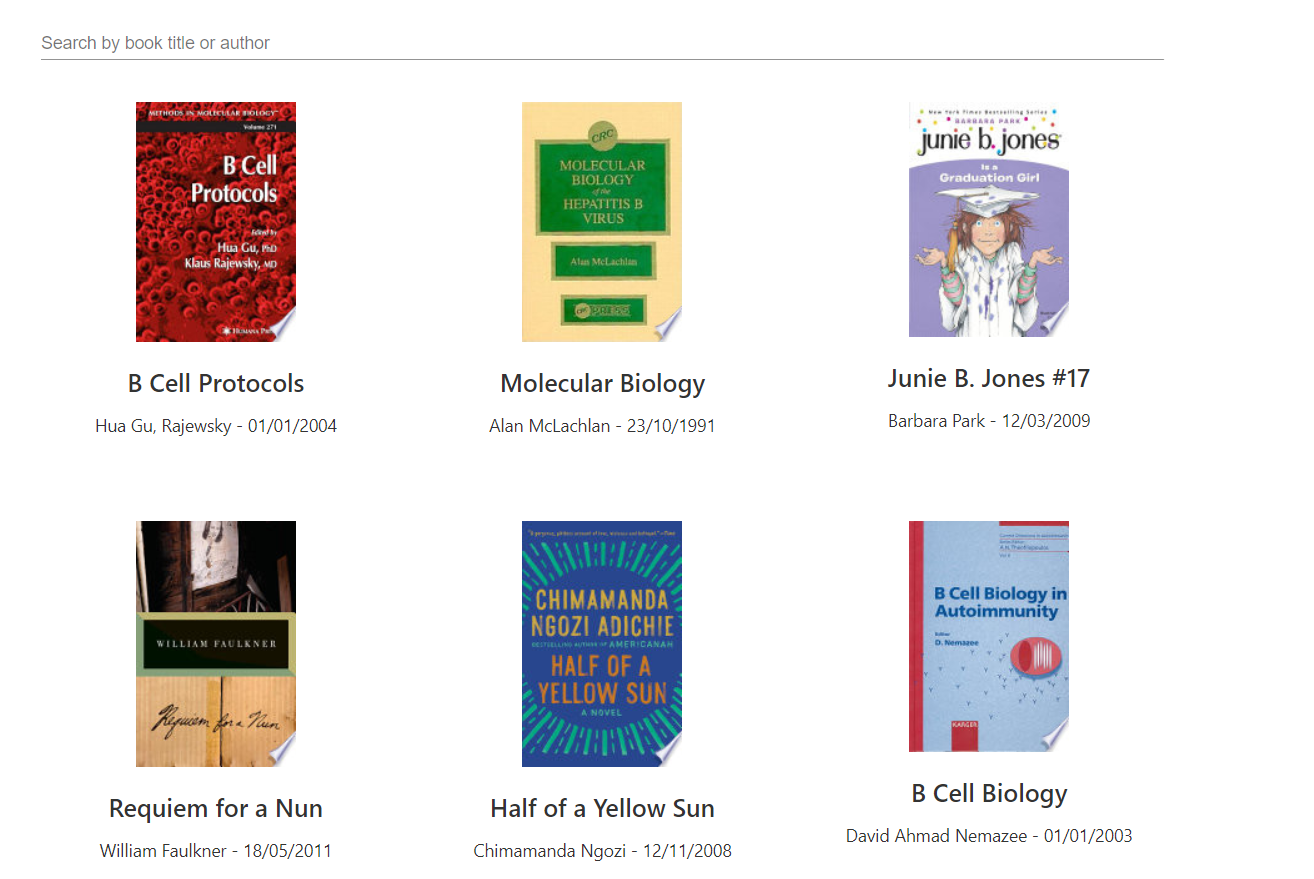 Search by book title or author
METHODS IN MOLECULAR BIOLOGY™
Volume 271
B Cell
Protocols
Edited by
Hua Gu, PhD
Klaus Rajewsky, MD
HUMANA
B Cell Protocols
Hua Gu, Rajewsky - 01/01/2004
CRC
MOLECULAR
BIOLOGY
of the
HEPATITIS B
VIRUS
Alan McLachlan
CRC PRESS
Molecular Biology
Alan McLachlan - 23/10/1991
New York Times Bestselling Series
BARBARA PARK
junie b. jones
Is a
Graduation Girl
Junie B. Jones #17
Barbara Park - 12/03/2009
WILLIAM FAULKNER
Requiem for a Nun
Requiem for a Nun
William Faulkner - 18/05/2011
CHIMAMANDA
NGOZI ADICHIE
BESTSELLING AUTHOR OF AMERICANAH
HALF OF A
YELLOW SUN
A NOVEL
Half of a Yellow Sun
Chimamanda Ngozi - 12/11/2008
B Cell Biology in
Autoimmunity
Editor
D. Nemazee
KARGER
B Cell Biology
David Ahmad Nemazee - 01/01/2003